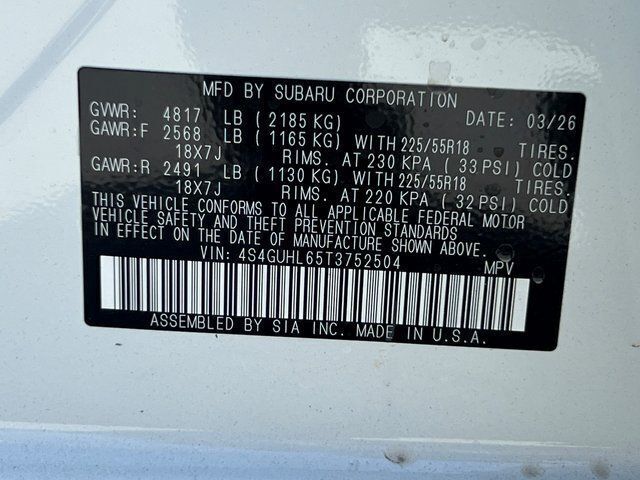 MFD BY SUBARU CORPORATION
GVWR: 4817 LB (2185 KG) DATE: 03/26
GAWR:F 2568 LB (1165 KG) WITH 225/55R18 TIRES.
18X7J RIMS. AT 230 KPA (33 PSI) COLD
GAWR:R 2491 LB (1130 KG) WITH 225/55R18 TIRES.
18X7J RIMS. AT 220 KPA (32 PSI) COLD
THIS VEHICLE CONFORMS TO ALL APPLICABLE FEDERAL MOTOR
VEHICLE SAFETY AND THEFT PREVENTION STANDARDS
IN EFFECT ON THE DATE OF MANUFACTURE SHOWN ABOVE.
VIN: 4S4GUHL65T3752504 MPV
ASSEMBLED BY SIA INC. MADE IN U.S.A.